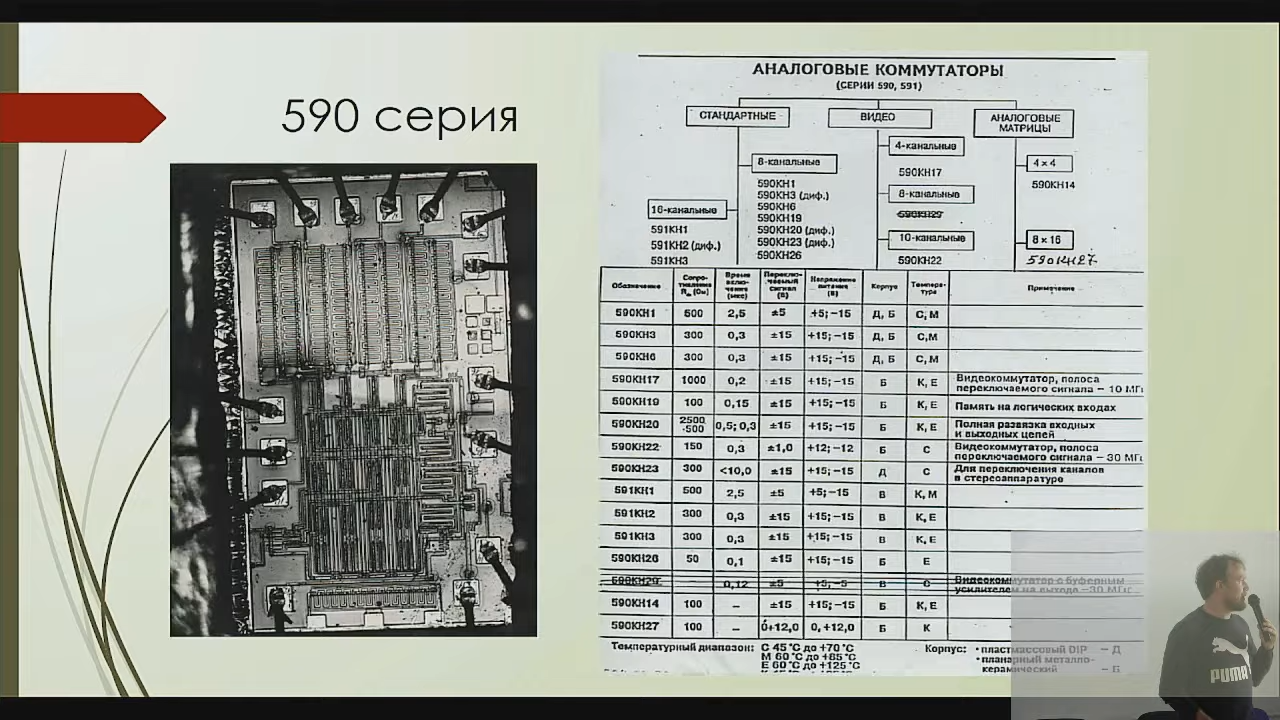 590 серия
АНАЛОГОВЫЕ КОММУТАТОРЫ
(СЕРИИ 590, 591)
СТАНДАРТНЫЕ
ВИДЕО
АНАЛОГОВЫЕ МАТРИЦЫ
16-канальные
591КН1
591КН2 (диф.)
591КН3
8-канальные
590КН1
590КН3 (диф.)
590КН6
590КН19
590КН20 (диф.)
590КН23 (диф.)
590КН26
4-канальные
590КН17
8-канальные
590КН29
10-канальные
590КН22
4 x 4
590КН14
8 x 16
590КН27
Обозначение Сопротивление (Ом) Время включения (мкс) Переключаемый сигнал (В) Напряжение питания (В) Корпус Температура Примечание
590КН1 500 2,5 ±5 +5; –15 Д, Б С, М
590КН3 300 0,3 ±15 +15; –15 Д, Б С,М
590КН6 300 0,3 ±15 +15; –15 Д, Б С, М
590КН17 1000 0,2 ±15 +15; –15 Б К, Е Видеокоммутатор, полоса
переключаемого сигнала – 10 МГц
590КН19 100 0,15 ±15 +15; –15 Б К, Е Память на логических входах
590КН20 2500 500 0,5; 0,3 ±15 +15; –15 Б К, Е Полная развязка входных
и выходных цепей
590КН22 150 0,3 ±1,0 +12; –12 Б С Видеокоммутатор, полоса
переключаемого сигнала – 30 МГц
590КН23 300 <10,0 ±15 +15; –15 Д С Для переключения каналов
в стереоаппаратуре
591КН1 500 2,5 ±5 +5; –15 В К, М
591КН2 300 0,3 ±15 +15; –15 В К, Е
591КН3 300 0,3 ±15 +15; –15 В К, Е
590КН26 50 0,1 ±15 +15; –15 Б Е
590КН29 0,12 ±5 +5; –5 В С Видеокоммутатор с буферным
усилителем на выходе –30 МГц
590КН14 100 – ±15 +15; –15 Б К, Е
590КН27 100 – 0÷12,0 0, +12,0 Б К
Температурный диапазон: С 45 °С до +70 °С
М 60 °С до +85 °С
Е 60 °С до +125 °С
Корпус: • пластмассовый DIP – Д
• планарный металло-
керамический – Б
PUMA